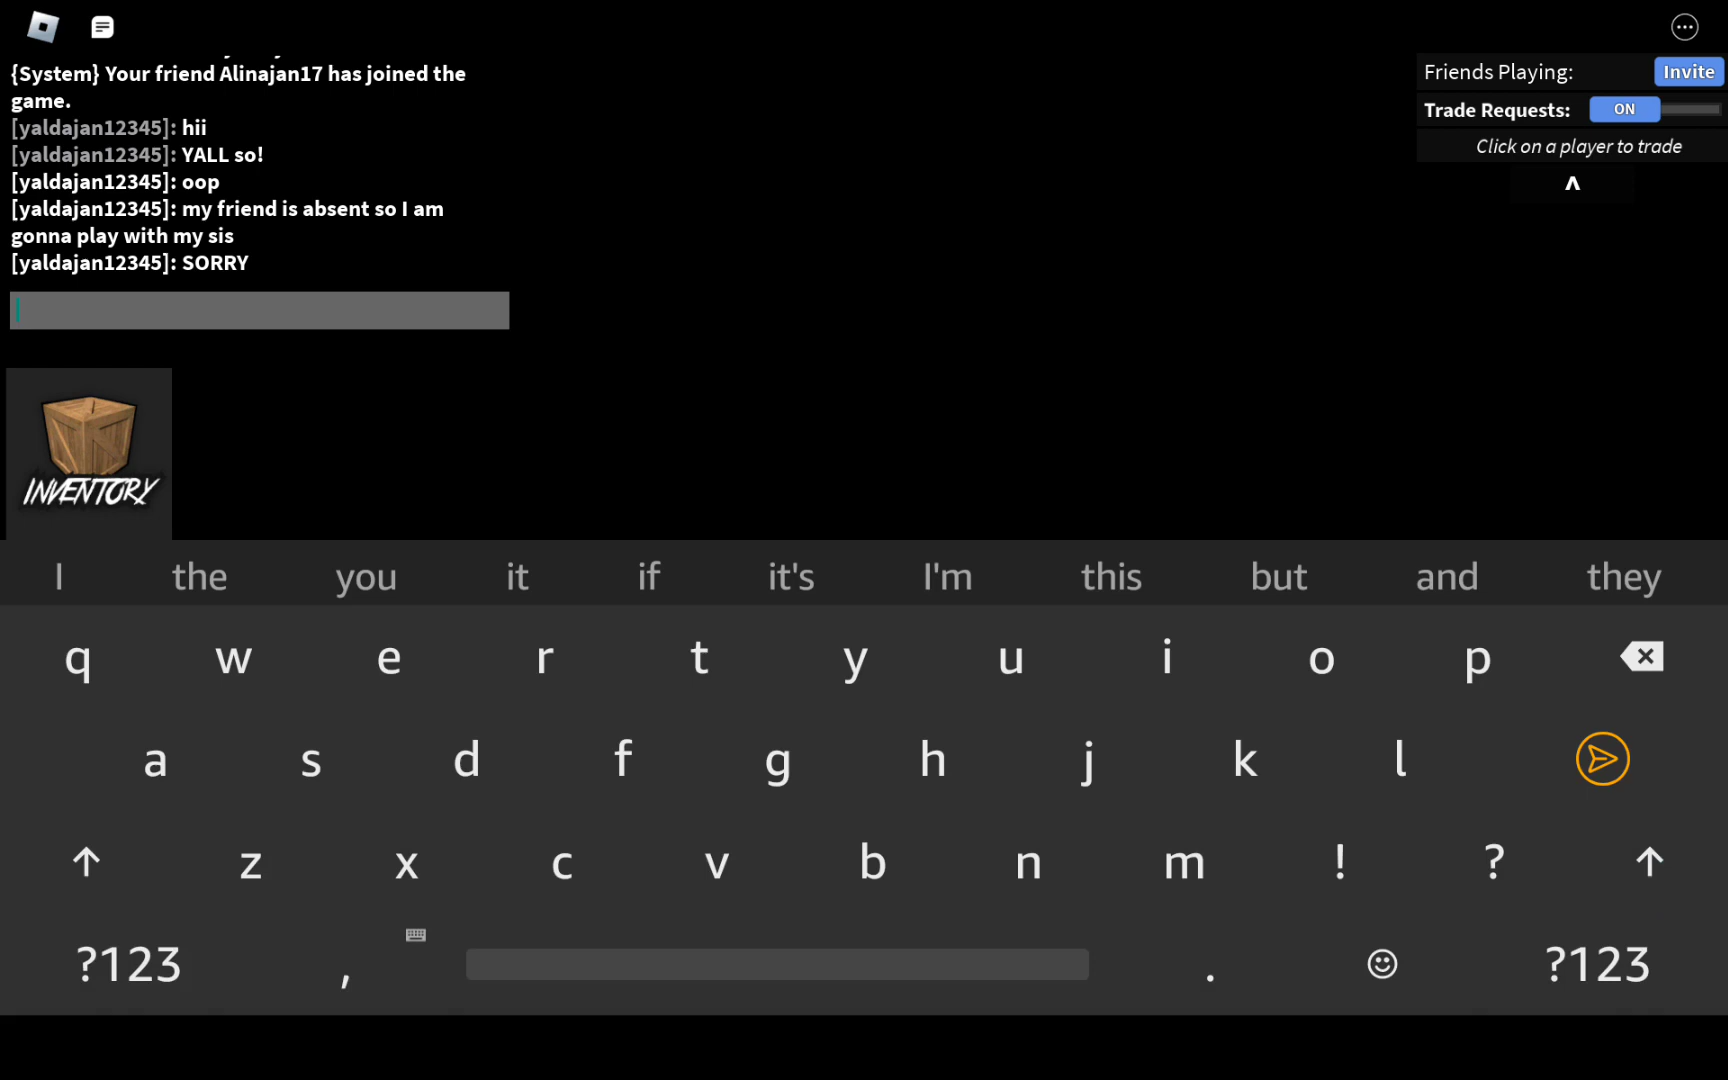 {System} Your friend Alinajan17 has joined the
game.
[yaldajan12345]: hii
[yaldajan12345]: YALL so!
[yaldajan12345]: oop
[yaldajan12345]: my friend is absent so I am
gonna play with my sis
[yaldajan12345]: SORRY
Friends Playing: Invite
Trade Requests: ON
Click on a player to trade
INVENTORY
I the you it if it's I'm this but and they
q w e r t y u i o p
a s d f g h j k l
z x c v b n m ! ?
?123 , . ?123